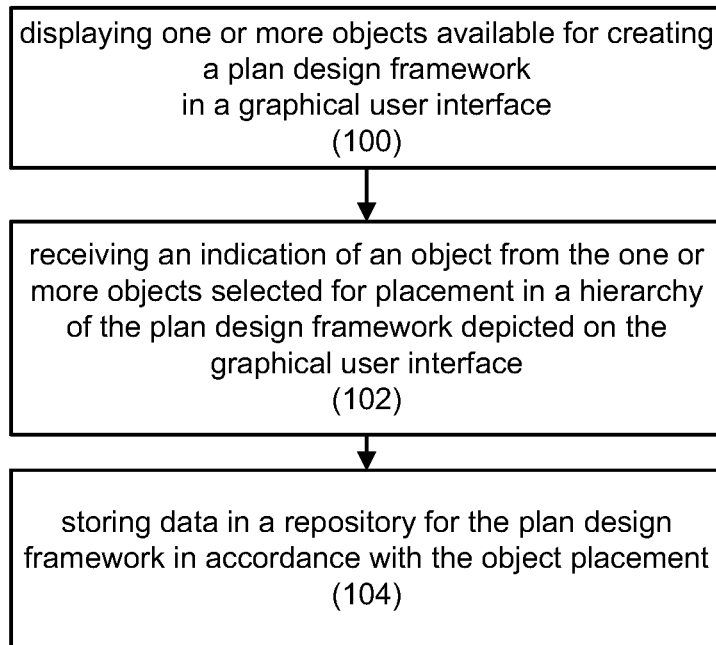 displaying one or more objects available for creating
a plan design framework
in a graphical user interface
(100)
receiving an indication of an object from the one or
more objects selected for placement in a hierarchy
of the plan design framework depicted on the
graphical user interface
(102)
storing data in a repository for the plan design
framework in accordance with the object placement
(104)